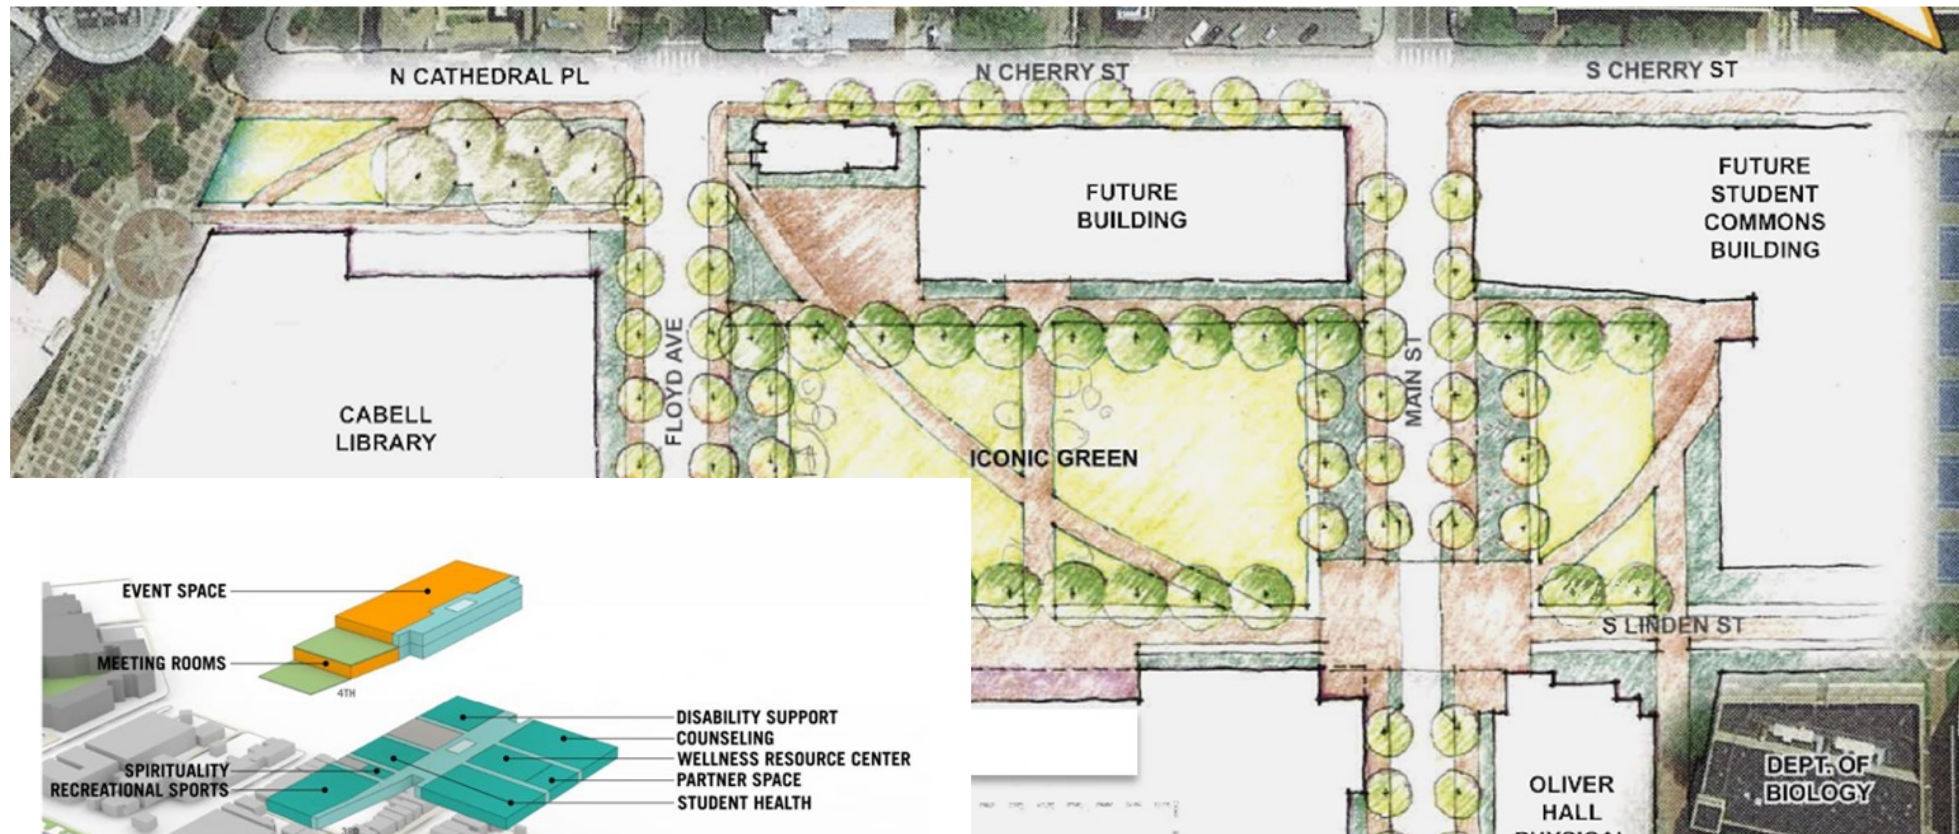 N CATHEDRAL PL
N CHERRY ST
S CHERRY ST
FUTURE
BUILDING
FUTURE
STUDENT
COMMONS
BUILDING
FLOYD AVE
MAIN ST
CABELL
LIBRARY
ICONIC GREEN
S LINDEN ST
EVENT SPACE
MEETING ROOMS
4TH
DISABILITY SUPPORT
COUNSELING
WELLNESS RESOURCE CENTER
PARTNER SPACE
STUDENT HEALTH
SPIRITUALITY
RECREATIONAL SPORTS
DEPT. OF
BIOLOGY
OLIVER
HALL